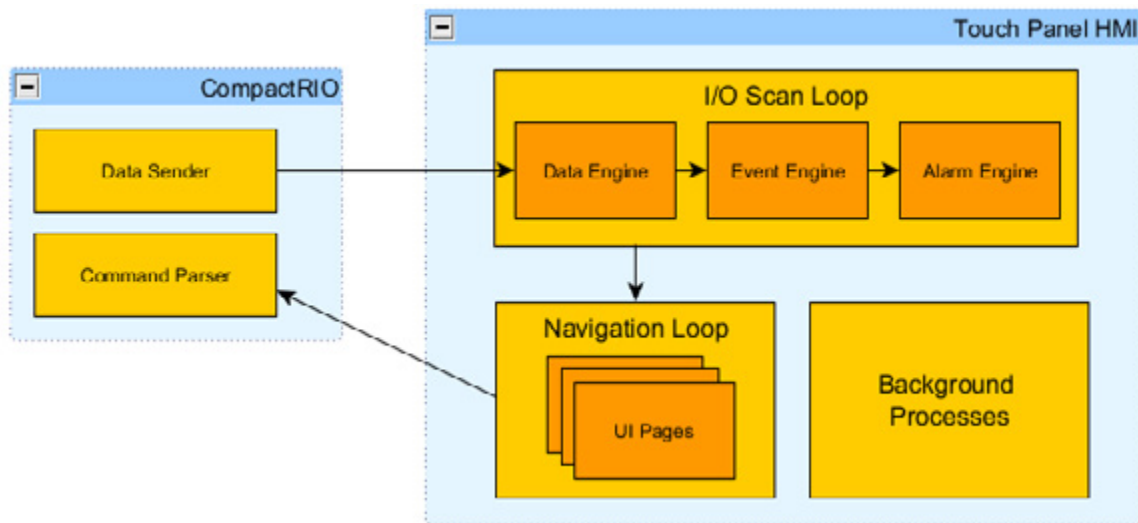 Touch Panel HMI
CompactRIO
I/O Scan Loop
Data Sender
Data Engine
Event Engine
Alarm Engine
Command Parser
Navigation Loop
UI Pages
Background
Processes